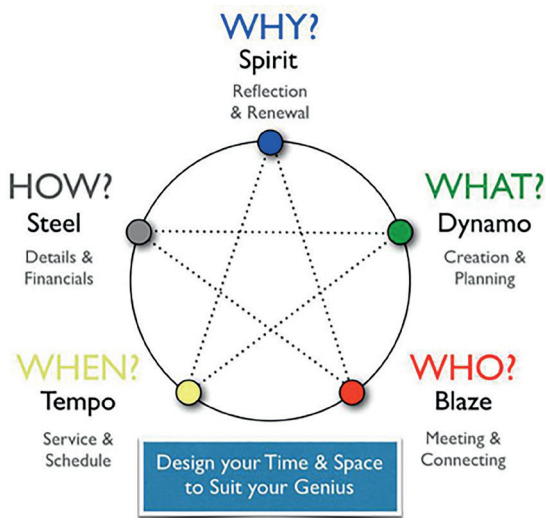 WHY?
Spirit
Reflection
& Renewal
HOW?
Steel
Details &
Financials
WHAT?
Dynamo
Creation &
Planning
WHEN?
Tempo
Service &
Schedule
WHO?
Blaze
Meeting &
Connecting
Design your Time & Space
to Suit your Genius